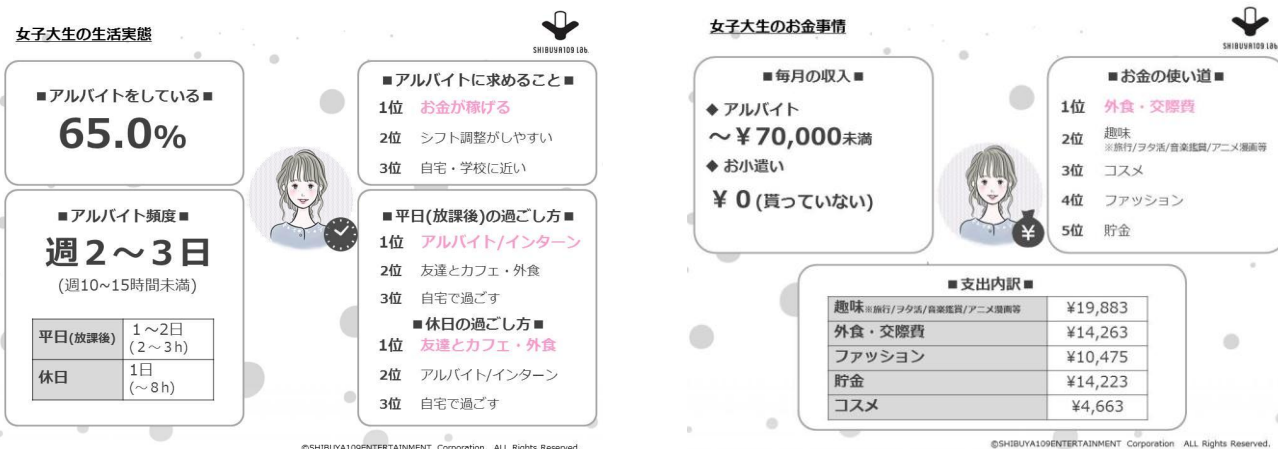 女子大生の生活実態
SHIBUYA109 lab.
■アルバイトをしている■
65.0%
■アルバイト頻度■
週2～3日
(週10~15時間未満)
平日(放課後) 1～2日
(2～3h)
休日 1日
(～8h)
■アルバイトに求めること■
1位 お金が稼げる
2位 シフト調整がしやすい
3位 自宅・学校に近い
■平日(放課後)の過ごし方■
1位 アルバイト/インターン
2位 友達とカフェ・外食
3位 自宅で過ごす
■休日の過ごし方■
1位 友達とカフェ・外食
2位 アルバイト/インターン
3位 自宅で過ごす
©SHIBUYA109ENTERTAINMENT Corporation ALL Rights Reserved.
女子大生のお金事情
SHIBUYA109 lab
■毎月の収入■
◆ アルバイト
～￥70,000未満
◆ お小遣い
￥0(貰っていない)
¥
■お金の使い道■
1位 外食・交際費
2位 趣味
※旅行/ヲタ活/音楽鑑賞/アニメ漫画等
3位 コスメ
4位 ファッション
5位 貯金
■支出内訳■
趣味※旅行/ヲタ活/音楽鑑賞/アニメ漫画等 ¥19,883
外食・交際費 ¥14,263
ファッション ¥10,475
貯金 ¥14,223
コスメ ¥4,663
©SHIBUYA109ENTERTAINMENT Corporation ALL Rights Reserved.